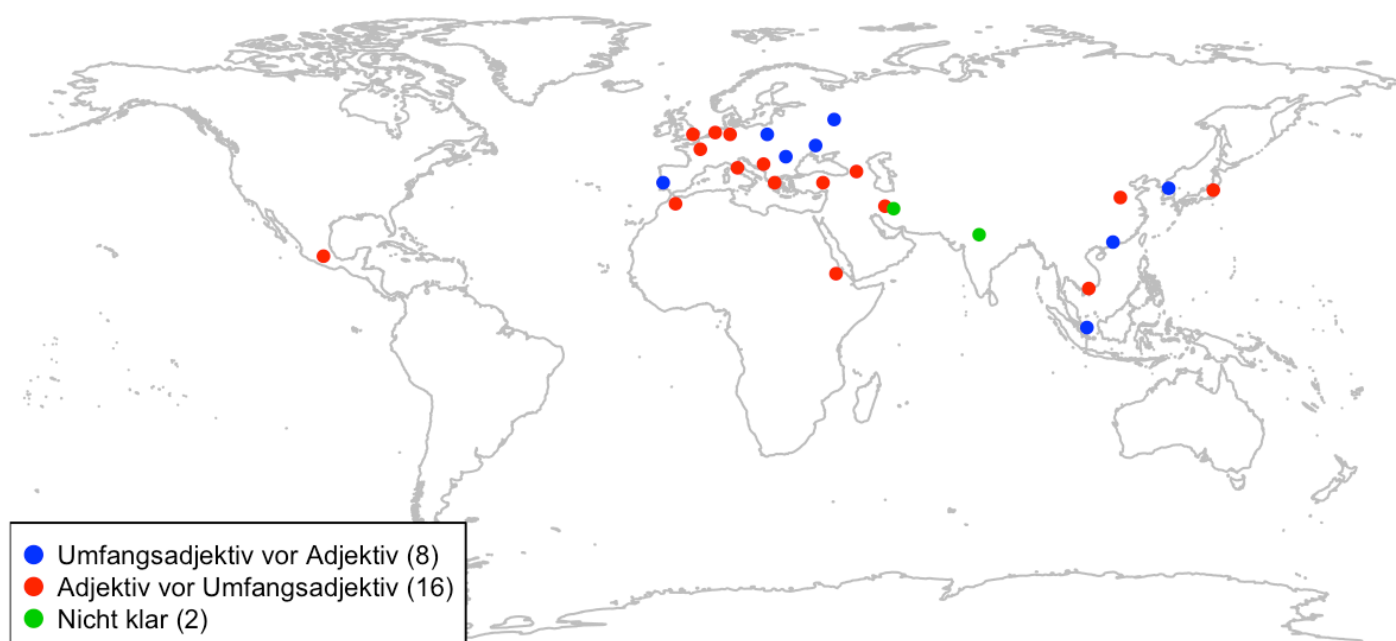 Umfangsadjektiv vor Adjektiv (8)
Adjektiv vor Umfangsadjektiv (16)
Nicht klar (2)